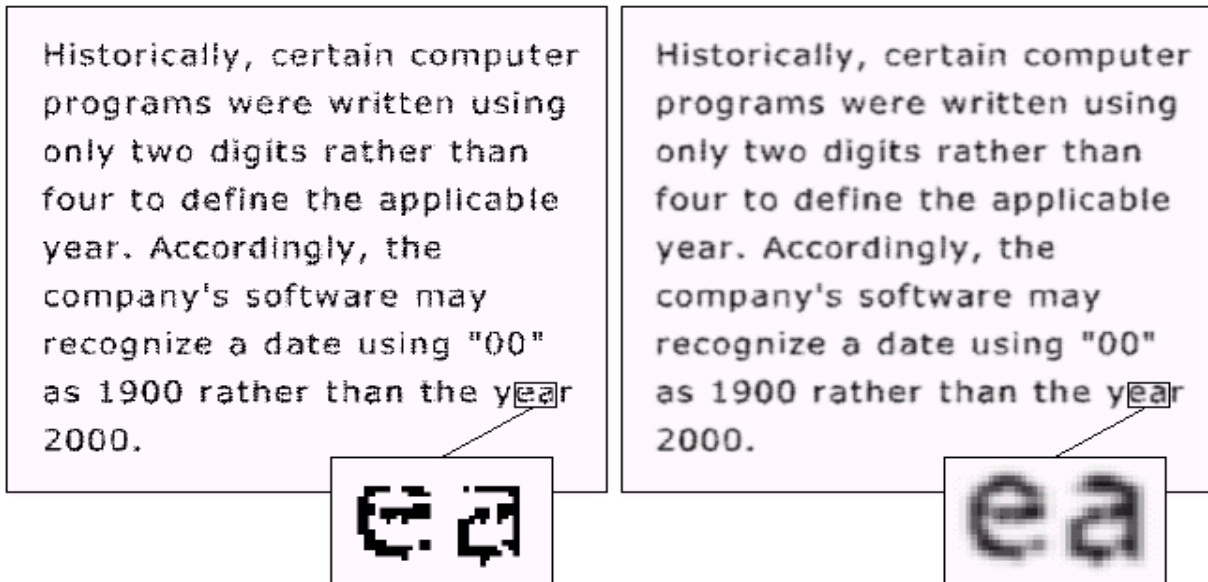 Historically, certain computer
programs were written using
only two digits rather than
four to define the applicable
year. Accordingly, the
company's software may
recognize a date using "00"
as 1900 rather than the year
2000.
ea
Historically, certain computer
programs were written using
only two digits rather than
four to define the applicable
year. Accordingly, the
company's software may
recognize a date using "00"
as 1900 rather than the year
2000.
ea